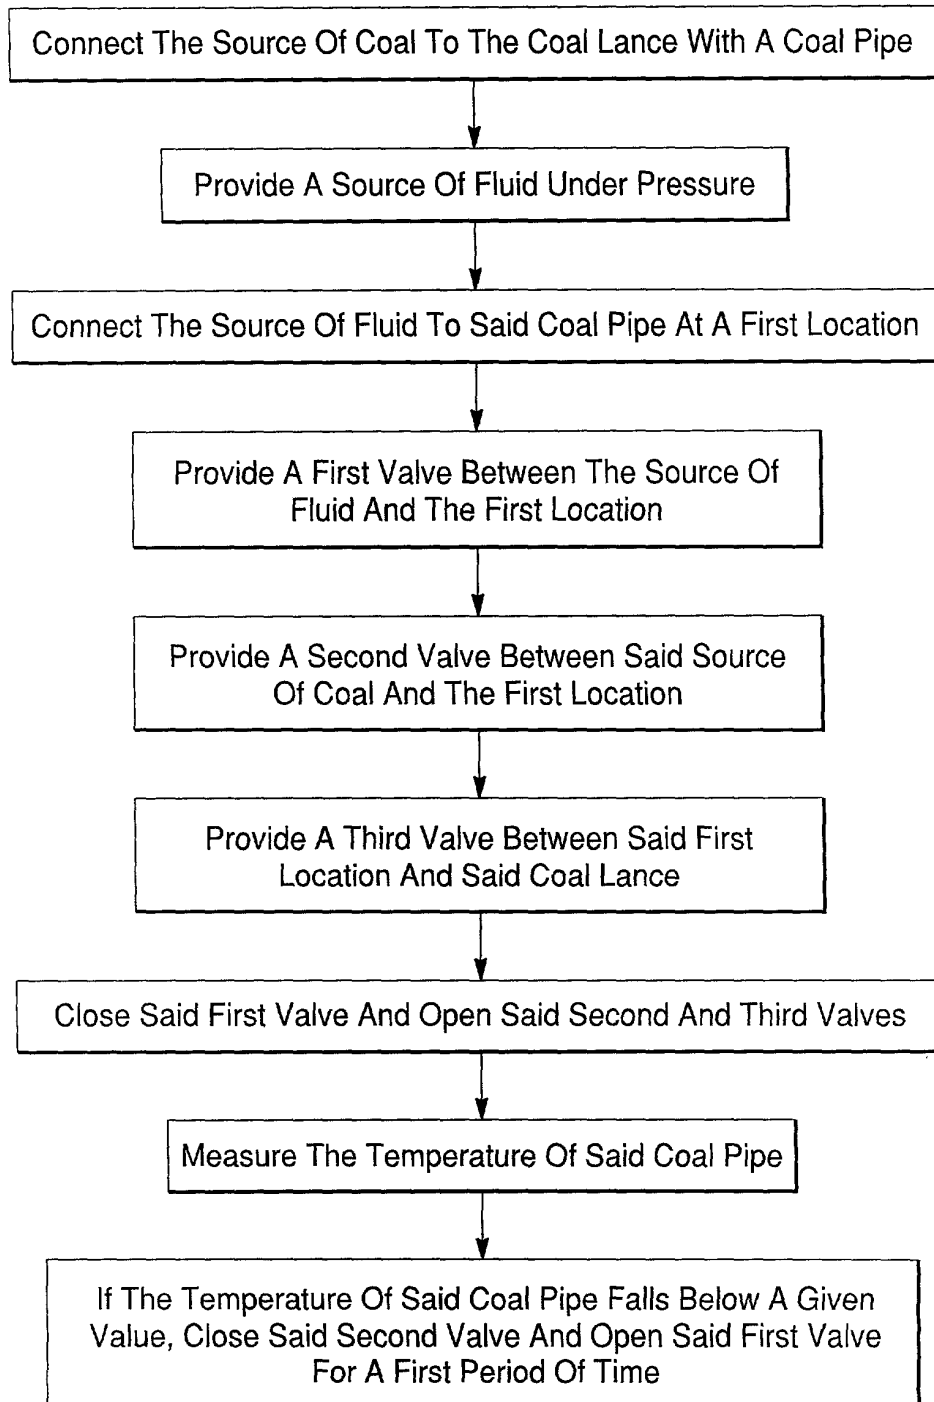 Connect The Source Of Coal To The Coal Lance With A Coal Pipe
Provide A Source Of Fluid Under Pressure
Connect The Source Of Fluid To Said Coal Pipe At A First Location
Provide A First Valve Between The Source Of
Fluid And The First Location
Provide A Second Valve Between Said Source
Of Coal And The First Location
Provide A Third Valve Between Said First
Location And Said Coal Lance
Close Said First Valve And Open Said Second And Third Valves
Measure The Temperature Of Said Coal Pipe
If The Temperature Of Said Coal Pipe Falls Below A Given
Value, Close Said Second Valve And Open Said First Valve
For A First Period Of Time